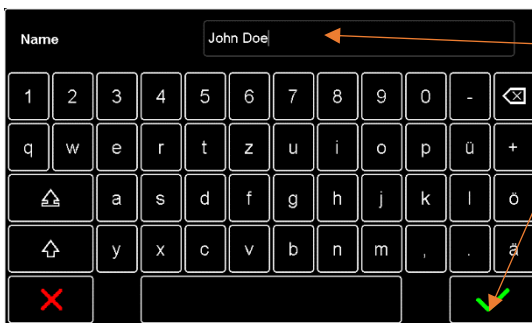 Name John Doe
1 2 3 4 5 6 7 8 9 0 -
q w e r t z u i o p ü +
a s d f g h j k l ö
y x c v b n m , . ä